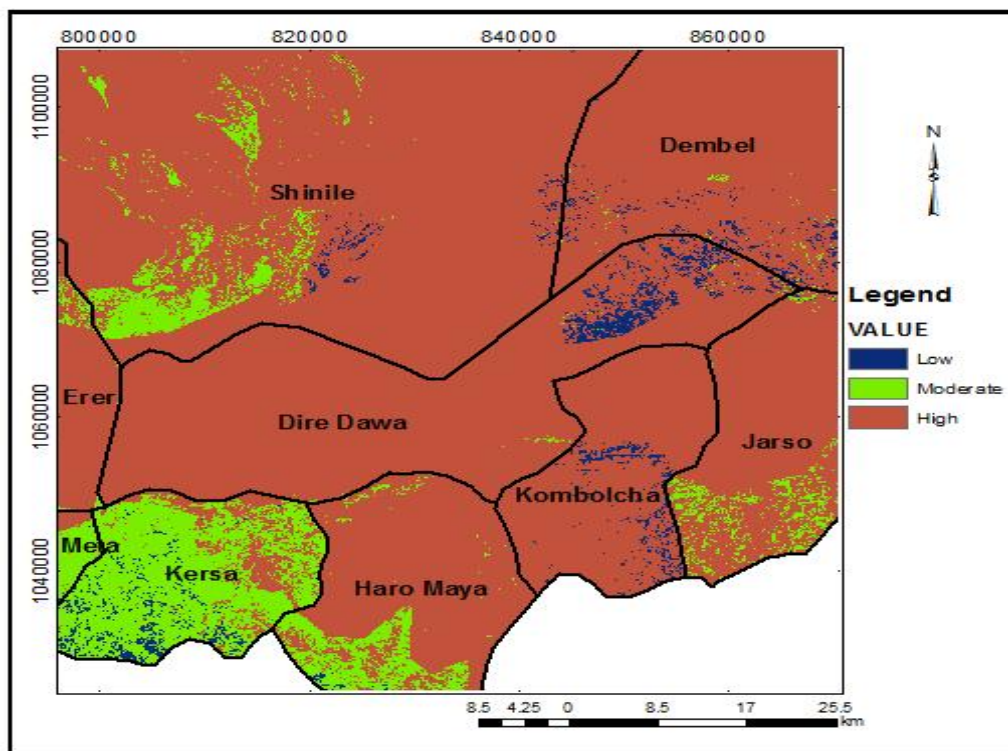 800000 820000 840000 860000
1100000
1080000
1060000
1040000
N
S
Dembel
Shinile
Legend
VALUE
Low
Moderate
High
Erer
Dire Dawa
Jarso
Kombolcha
Meta
Kersa
Haro Maya
8.5 4.25 0 8.5 17 25.5
km